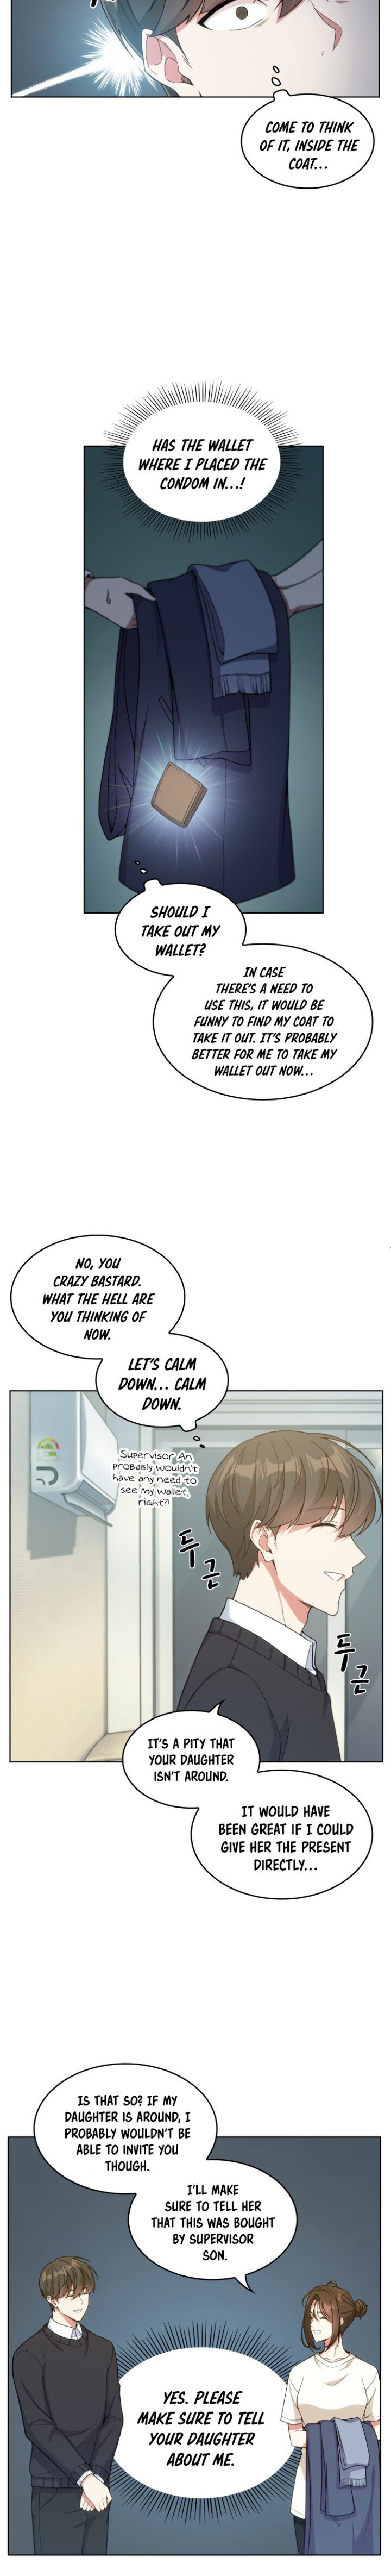 COME TO THINK
OF IT, INSIDE THE
COAT...
HAS THE WALLET
WHERE I PLACED THE
CONDOM IN...!
SHOULD I
TAKE OUT MY
WALLET?
IN CASE
THERE'S A NEED TO
USE THIS, IT WOULD BE
FUNNY TO FIND MY COAT TO
TAKE IT OUT. IT'S PROBABLY
BETTER FOR ME TO TAKE MY
WALLET OUT NOW...
NO, YOU
CRAZY BASTARD.
WHAT THE HELL ARE
YOU THINKING OF
NOW.
LET'S CALM
DOWN... CALM
DOWN.
Supervisor An
probably wouldn't
have any need to
see my wallet,
right?!
두
근
두
근
IT'S A PITY THAT
YOUR DAUGHTER
ISN'T AROUND.
IT WOULD HAVE
BEEN GREAT IF I COULD
GIVE HER THE PRESENT
DIRECTLY...
IS THAT SO? IF MY
DAUGHTER IS AROUND, I
PROBABLY WOULDN'T BE
ABLE TO INVITE YOU
THOUGH.
I'LL MAKE
SURE TO TELL HER
THAT THIS WAS BOUGHT
BY SUPERVISOR
SON.
YES. PLEASE
MAKE SURE TO TELL
YOUR DAUGHTER
ABOUT ME.